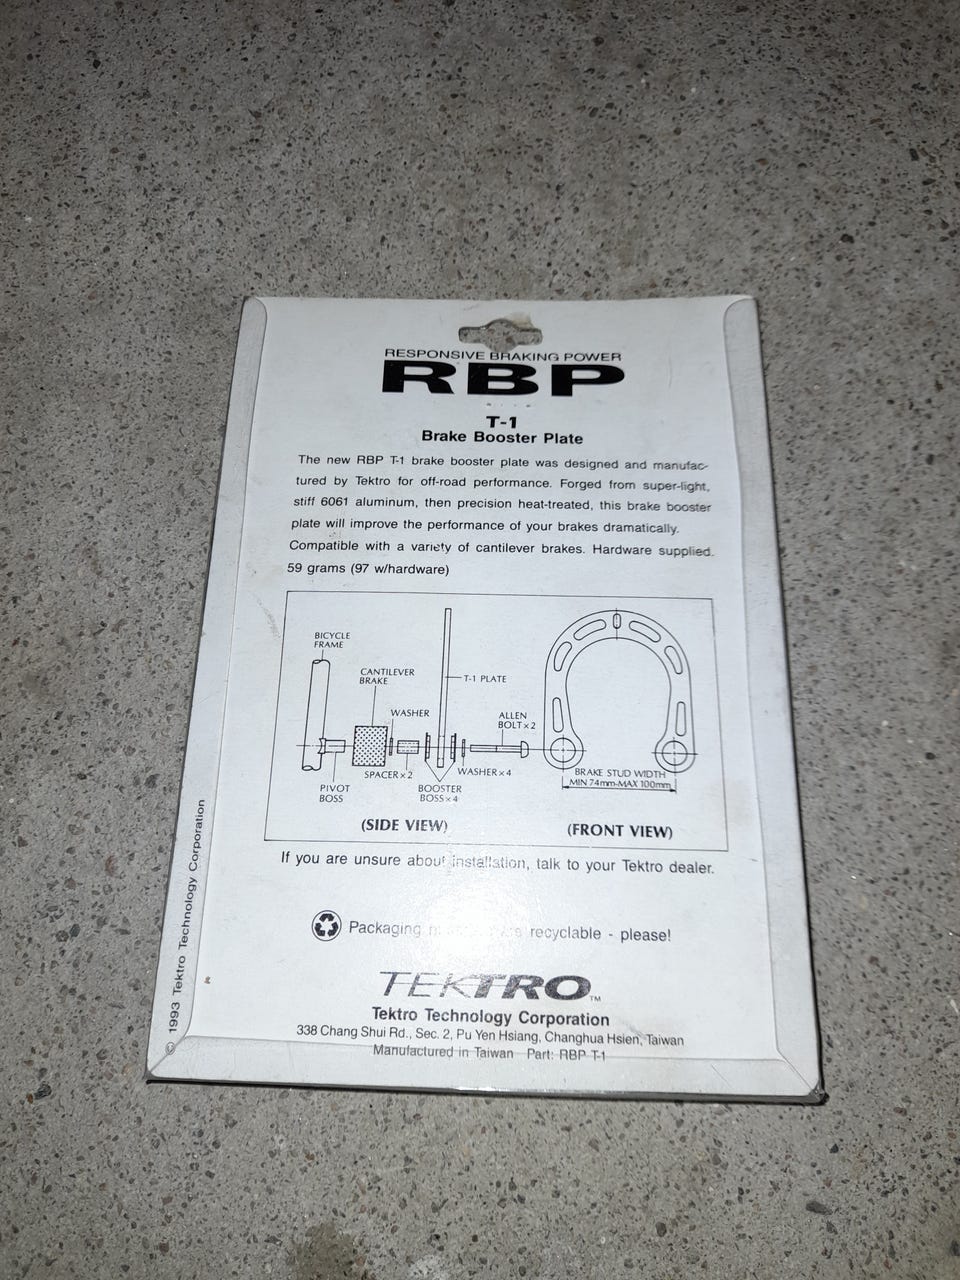 RESPONSIVE BRAKING POWER
RBP
T-1
Brake Booster Plate
The new RBP T-1 brake booster plate was designed and manufac-
tured by Tektro for off-road performance. Forged from super-light,
stiff 6061 aluminum, then precision heat-treated, this brake booster
plate will improve the performance of your brakes dramatically.
Compatible with a variety of cantilever brakes. Hardware supplied.
59 grams (97 w/hardware)
BICYCLE
FRAME
CANTILEVER
BRAKE
WASHER
T-1 PLATE
ALLEN
BOLT×2
SPACER×2
WASHER×4
PIVOT
BOSS
BOOSTER
BOSS×4
BRAKE STUD WIDTH
MIN 74mm-MAX 100mm
(SIDE VIEW)
(FRONT VIEW)
If you are unsure about installation, talk to your Tektro dealer.
Packaging recyclable - please!
TEKTRO™
Tektro Technology Corporation
338 Chang Shui Rd., Sec. 2, Pu Yen Hsiang, Changhua Hsien, Taiwan
Manufactured in Taiwan Part: RBP T-1
© 1993 Tektro Technology Corporation